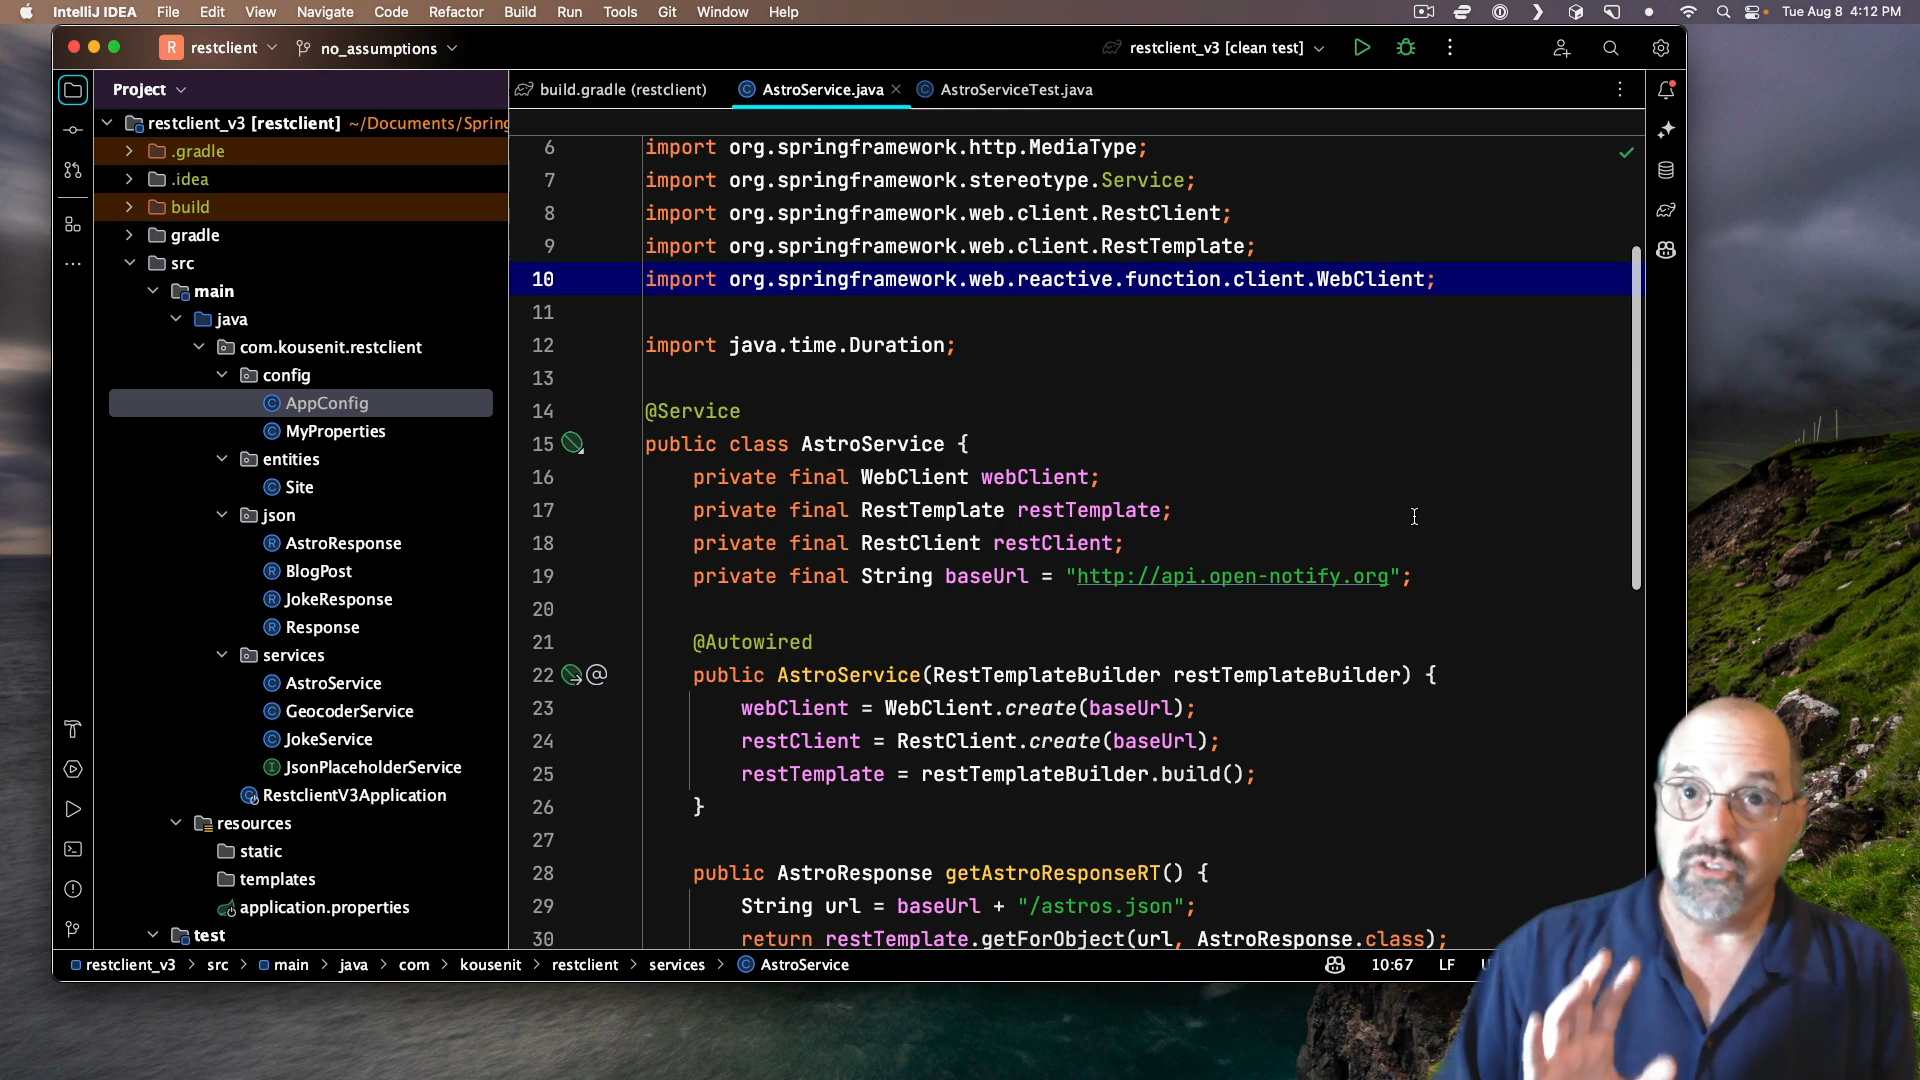 IntelliJ IDEA File Edit View Navigate Code Refactor Build Run Tools Git Window Help Tue Aug 8 4:12 PM
R restclient no_assumptions restclient_v3 [clean test]
Project
build.gradle (restclient) AstroService.java AstroServiceTest.java
restclient_v3 [restclient] ~/Documents/Spring
.gradle
.idea
build
gradle
src
main
java
com.kousenit.restclient
config
AppConfig
MyProperties
entities
Site
json
AstroResponse
BlogPost
JokeResponse
Response
services
AstroService
GeocoderService
JokeService
JsonPlaceholderService
RestclientV3Application
resources
static
templates
application.properties
test
6 import org.springframework.http.MediaType;
7 import org.springframework.stereotype.Service;
8 import org.springframework.web.client.RestClient;
9 import org.springframework.web.client.RestTemplate;
10 import org.springframework.web.reactive.function.client.WebClient;
11
12 import java.time.Duration;
13
14 @Service
15 public class AstroService {
16 private final WebClient webClient;
17 private final RestTemplate restTemplate;
18 private final RestClient restClient;
19 private final String baseUrl = "http://api.open-notify.org";
20
21 @Autowired
22 public AstroService(RestTemplateBuilder restTemplateBuilder) {
23 webClient = WebClient.create(baseUrl);
24 restClient = RestClient.create(baseUrl);
25 restTemplate = restTemplateBuilder.build();
26 }
27
28 public AstroResponse getAstroResponseRT() {
29 String url = baseUrl + "/astros.json";
30 return restTemplate.getForObject(url, AstroResponse.class);
restclient_v3 > src > main > java > com > kousenit > restclient > services > AstroService 10:67 LF